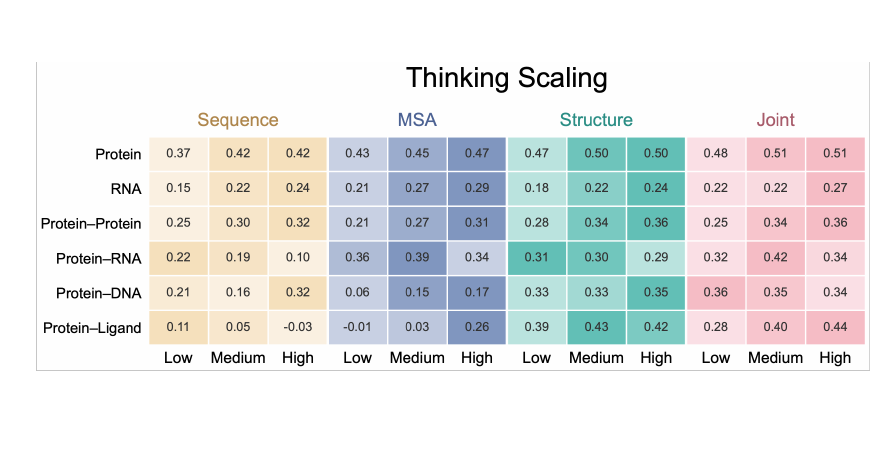 Thinking Scaling
Sequence MSA Structure Joint
Protein 0.37 0.42 0.42 0.43 0.45 0.47 0.47 0.50 0.50 0.48 0.51 0.51
RNA 0.15 0.22 0.24 0.21 0.27 0.29 0.18 0.22 0.24 0.22 0.22 0.27
Protein–Protein 0.25 0.30 0.32 0.21 0.27 0.31 0.28 0.34 0.36 0.25 0.34 0.36
Protein–RNA 0.22 0.19 0.10 0.36 0.39 0.34 0.31 0.30 0.29 0.32 0.42 0.34
Protein–DNA 0.21 0.16 0.32 0.06 0.15 0.17 0.33 0.33 0.35 0.36 0.35 0.34
Protein–Ligand 0.11 0.05 -0.03 -0.01 0.03 0.26 0.39 0.43 0.42 0.28 0.40 0.44
Low Medium High Low Medium High Low Medium High Low Medium High